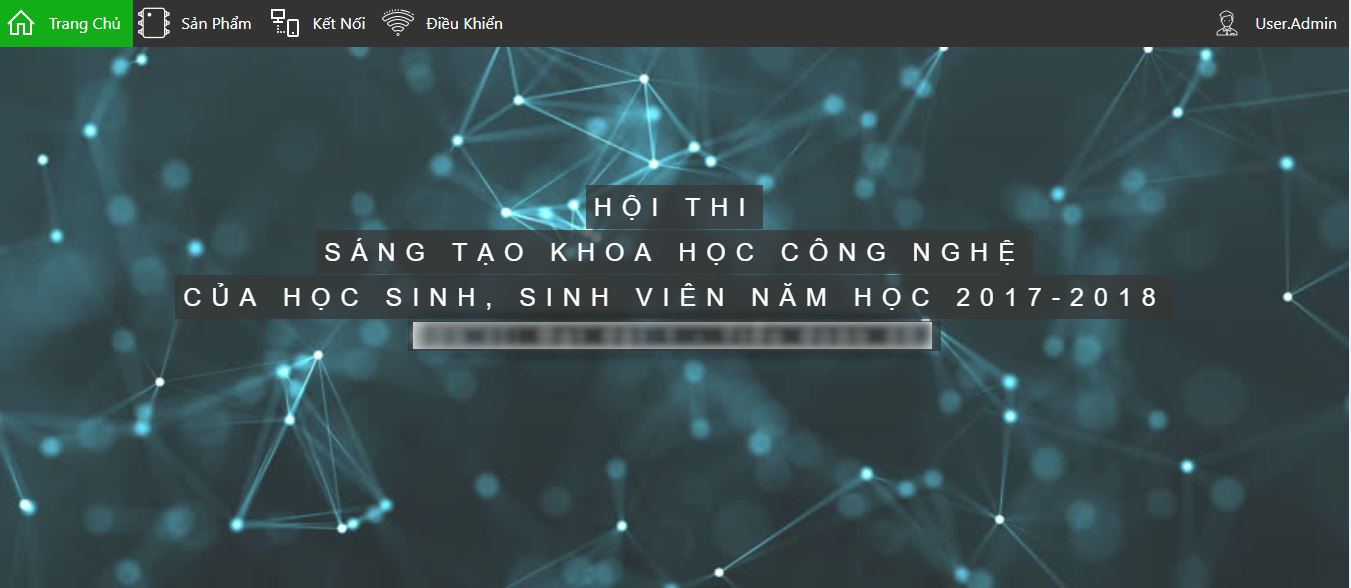 Trang Chủ
Sản Phẩm
Kết Nối
Điều Khiển
User.Admin
HỘI THI
SÁNG TẠO KHOA HỌC CÔNG NGHỆ
CỦA HỌC SINH, SINH VIÊN NĂM HỌC 2017-2018